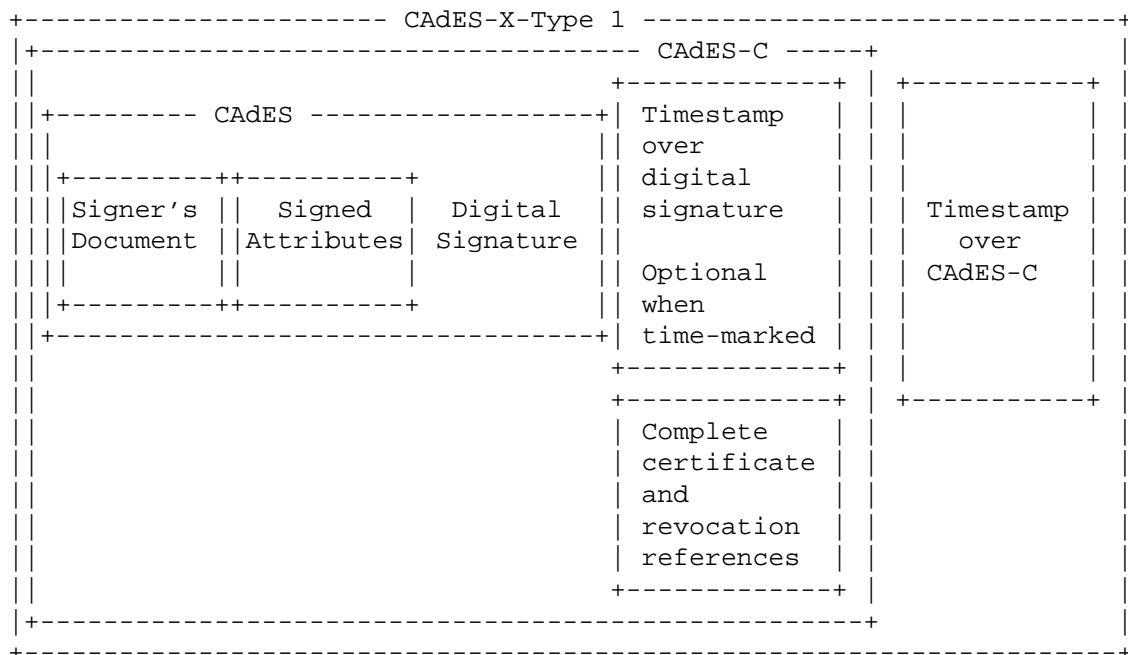 CAdES-X-Type 1
CAdES-C
CAdES
Timestamp
over
digital
signature
Optional
when
time-marked
Signer's
Document
Signed
Attributes
Digital
Signature
Timestamp
over
CAdES-C
Complete
certificate
and
revocation
references